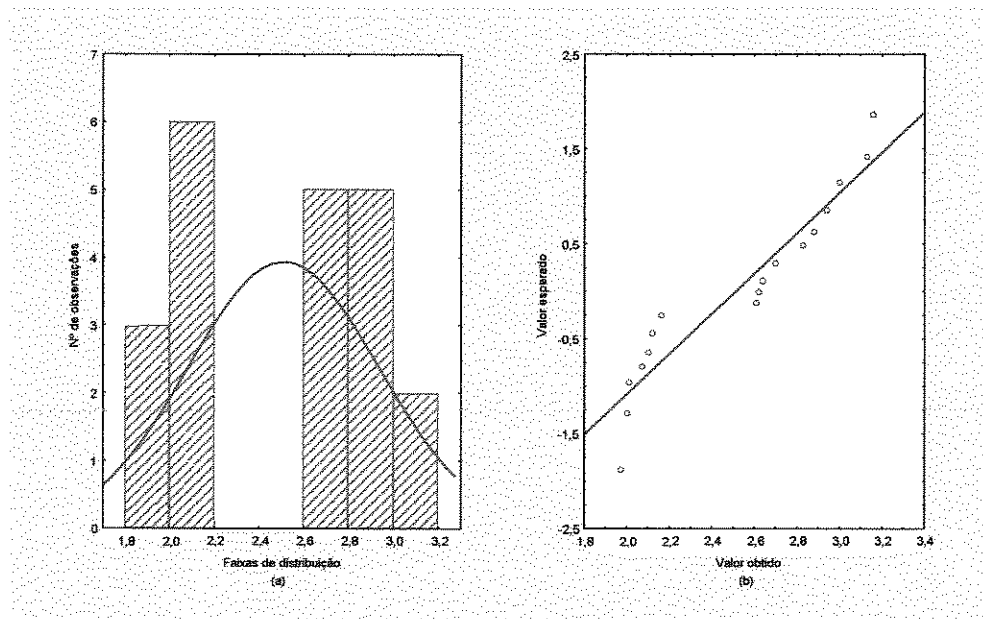 7
6
5
4
3
2
1
0
Nº de observações
1,8 2,0 2,2 2,4 2,6 2,8 3,0 3,2
Faixas de distribuição
(a)
2,5
1,5
0,5
-0,5
-1,5
-2,5
Valor esperado
1,8 2,0 2,2 2,4 2,6 2,8 3,0 3,2 3,4
Valor obtido
(b)